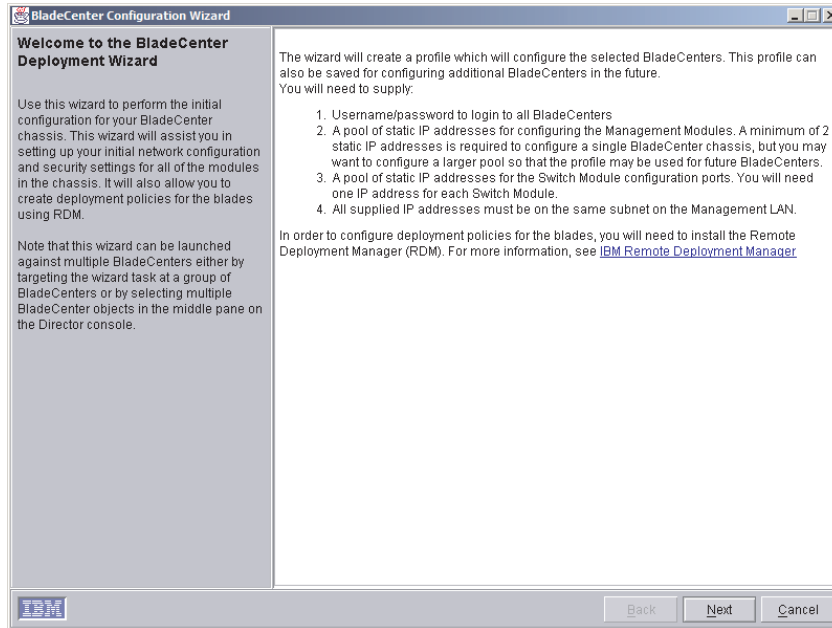 BladeCenter Configuration Wizard
Welcome to the BladeCenter
Deployment Wizard
Use this wizard to perform the initial
configuration for your BladeCenter
chassis. This wizard will assist you in
setting up your initial network configuration
and security settings for all of the modules
in the chassis. It will also allow you to
create deployment policies for the blades
using RDM.
Note that this wizard can be launched
against multiple BladeCenters either by
targeting the wizard task at a group of
BladeCenters or by selecting multiple
BladeCenter objects in the middle pane on
the Director console.
The wizard will create a profile which will configure the selected BladeCenters. This profile can
also be saved for configuring additional BladeCenters in the future.
You will need to supply:
1. Username/password to login to all BladeCenters
2. A pool of static IP addresses for configuring the Management Modules. A minimum of 2
static IP addresses is required to configure a single BladeCenter chassis, but you may
want to configure a larger pool so that the profile may be used for future BladeCenters.
3. A pool of static IP addresses for the Switch Module configuration ports. You will need
one IP address for each Switch Module.
4. All supplied IP addresses must be on the same subnet on the Management LAN.
In order to configure deployment policies for the blades, you will need to install the Remote
Deployment Manager (RDM). For more information, see IBM Remote Deployment Manager
IBM
Back Next Cancel